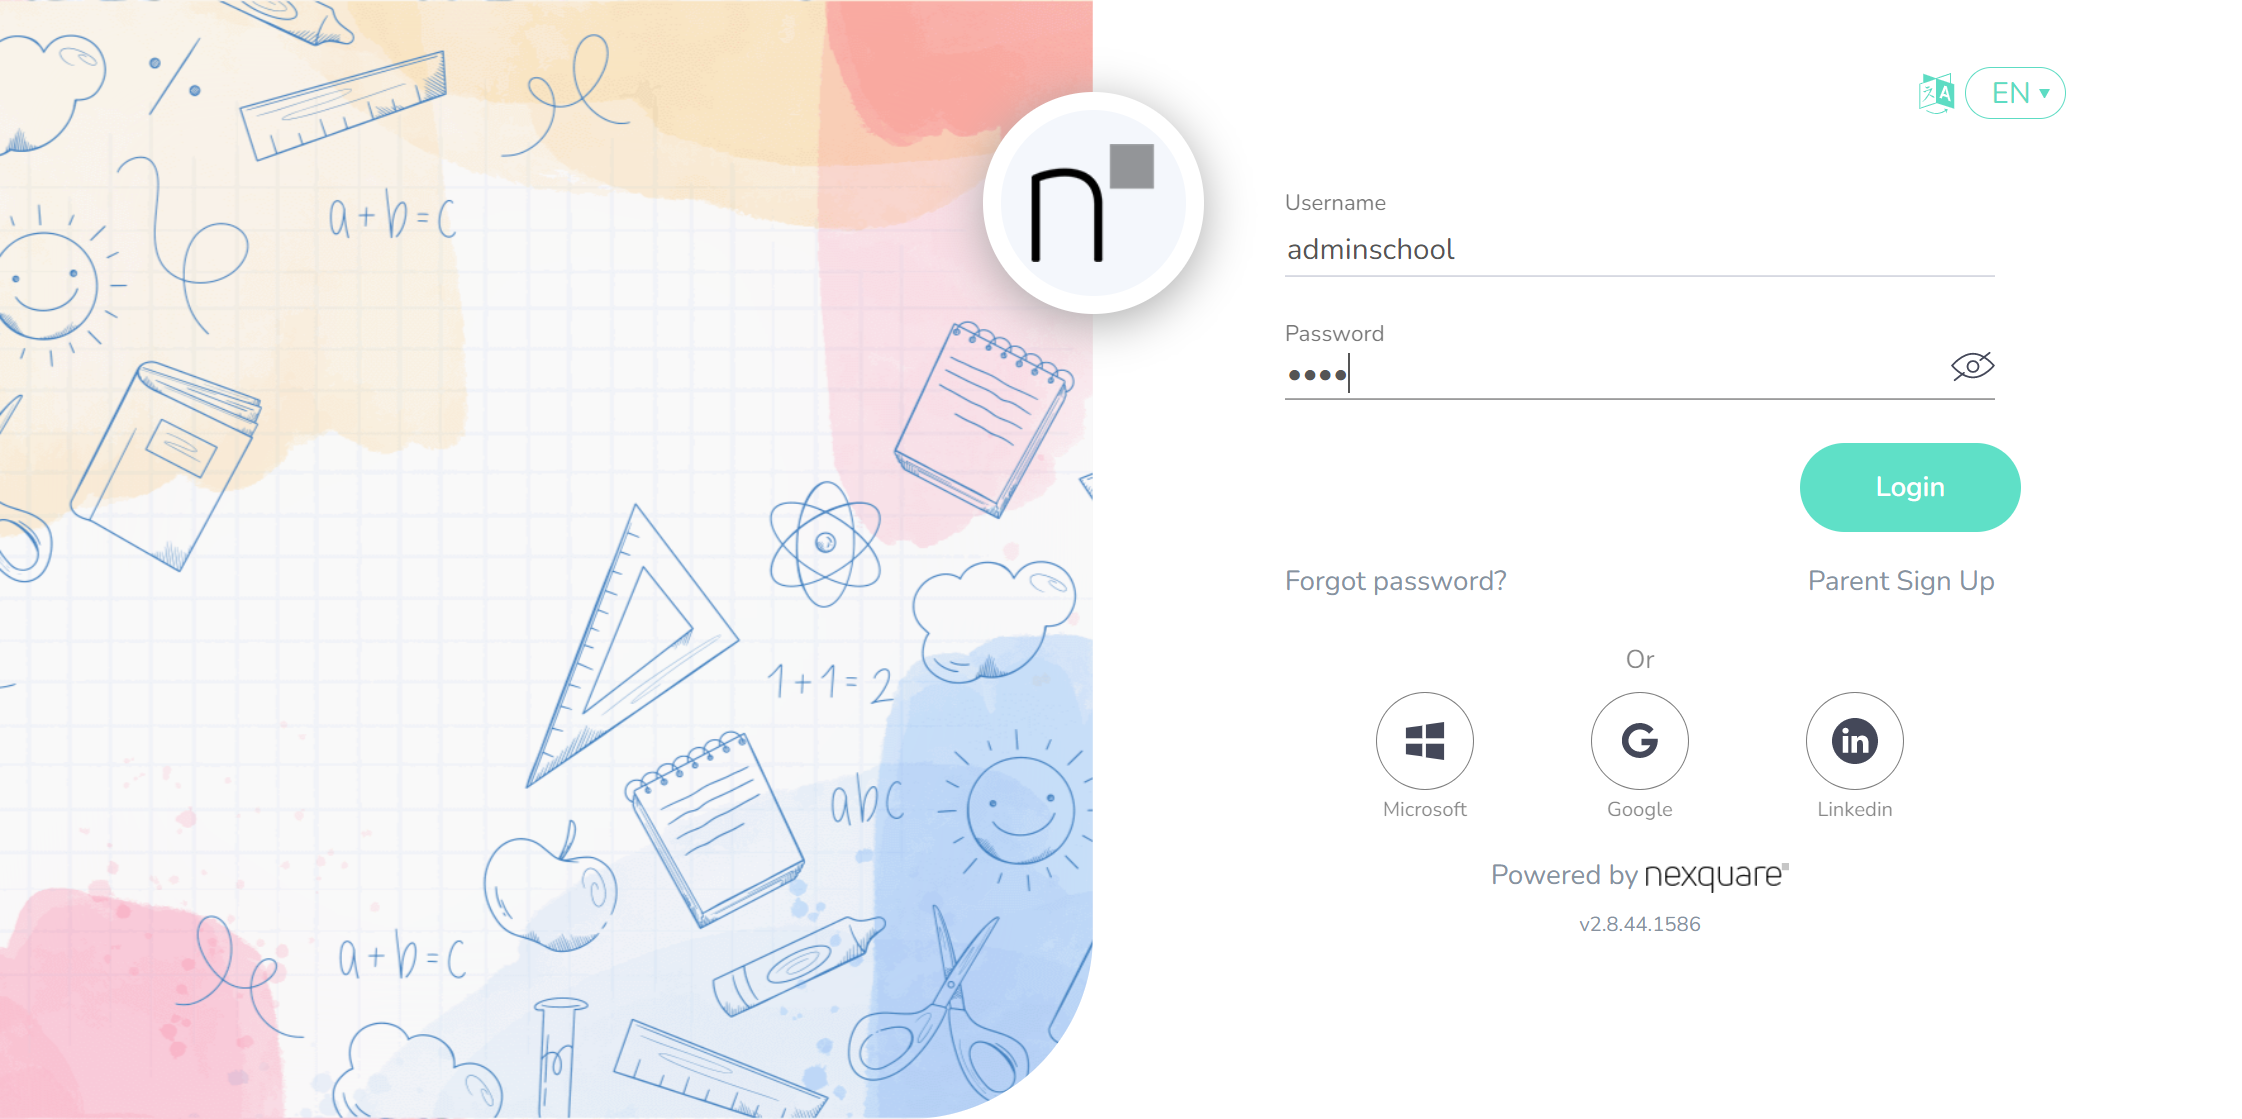 a+b=c
1+1=2
abc
a+b=c
n
EN
Username
adminschool
Password
••••
Login
Forgot password?
Parent Sign Up
Or
Microsoft
Google
Linkedin
Powered by nexquare
v2.8.44.1586